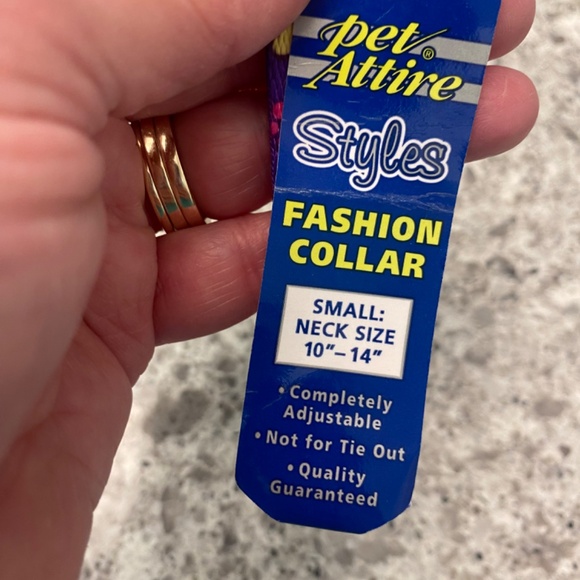 pet®
Attire
Styles
FASHION
COLLAR
SMALL:
NECK SIZE
10”–14”
• Completely
Adjustable
• Not for Tie Out
• Quality
Guaranteed